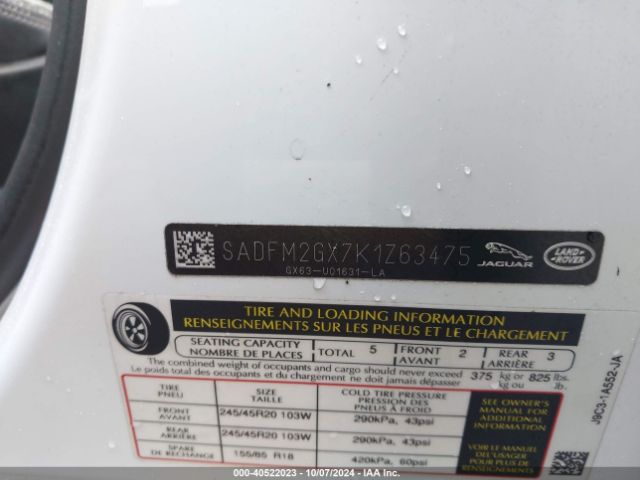 SADFM2GX7K1Z63475
GX63-U01631-LA
JAGUAR
LAND ROVER
TIRE AND LOADING INFORMATION
RENSEIGNEMENTS SUR LES PNEUS ET LE CHARGEMENT
SEATING CAPACITY
NOMBRE DE PLACES
TOTAL 5
FRONT
AVANT
2
REAR
ARRIÈRE
3
The combined weight of occupants and cargo should never exceed 375 kg or 825 lbs.
Le poids total des occupants et du chargement ne doit jamais dépasser kg ou lb.
TIRE
PNEU
SIZE
TAILLE
COLD TIRE PRESSURE
PRESSION DES
PNEUS À FROID
FRONT
AVANT
245/45R20 103W
290kPa, 43psi
REAR
ARRIÈRE
245/45R20 103W
290kPa, 43psi
SPARE
DE RECHANGE
155/85 R18
420kPa, 60psi
SEE OWNER'S
MANUAL FOR
ADDITIONAL
INFORMATION
VOIR LE MANUEL
DE L'USAGER
POUR PLUS DE
RENSEIGNEMENTS
J9C3-1A552-JA
000-40522023 | 10/07/2024 | IAAI.com